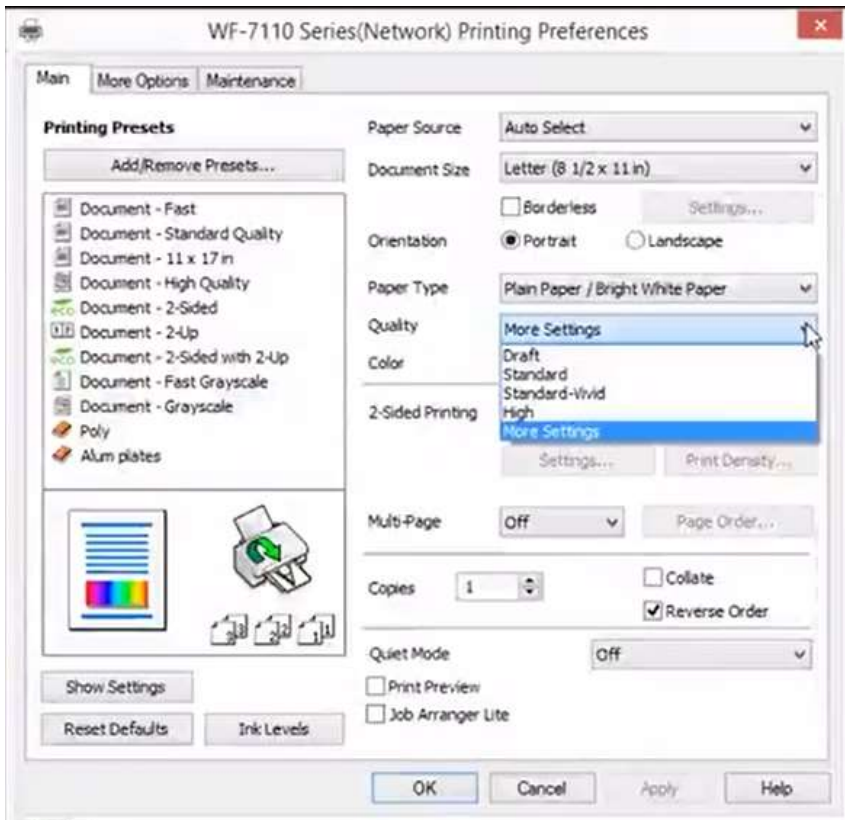 WF-7110 Series(Network) Printing Preferences
Main
More Options
Maintenance
Printing Presets
Add/Remove Presets...
Document - Fast
Document - Standard Quality
Document - 11 x 17 in
Document - High Quality
Document - 2-Sided
Document - 2-Up
Document - 2-Sided with 2-Up
Document - Fast Grayscale
Document - Grayscale
Poly
Alum plates
Show Settings
Reset Defaults
Ink Levels
Paper Source
Auto Select
Document Size
Letter (8 1/2 x 11 in)
Borderless
Settings...
Orientation
Portrait
Landscape
Paper Type
Plain Paper / Bright White Paper
Quality
More Settings
Draft
Standard
Standard-Vivid
High
More Settings
Color
2-Sided Printing
Settings...
Print Density...
Multi-Page
Off
Page Order...
Copies
1
Collate
Reverse Order
Quiet Mode
Off
Print Preview
Job Arranger Lite
OK
Cancel
Apply
Help